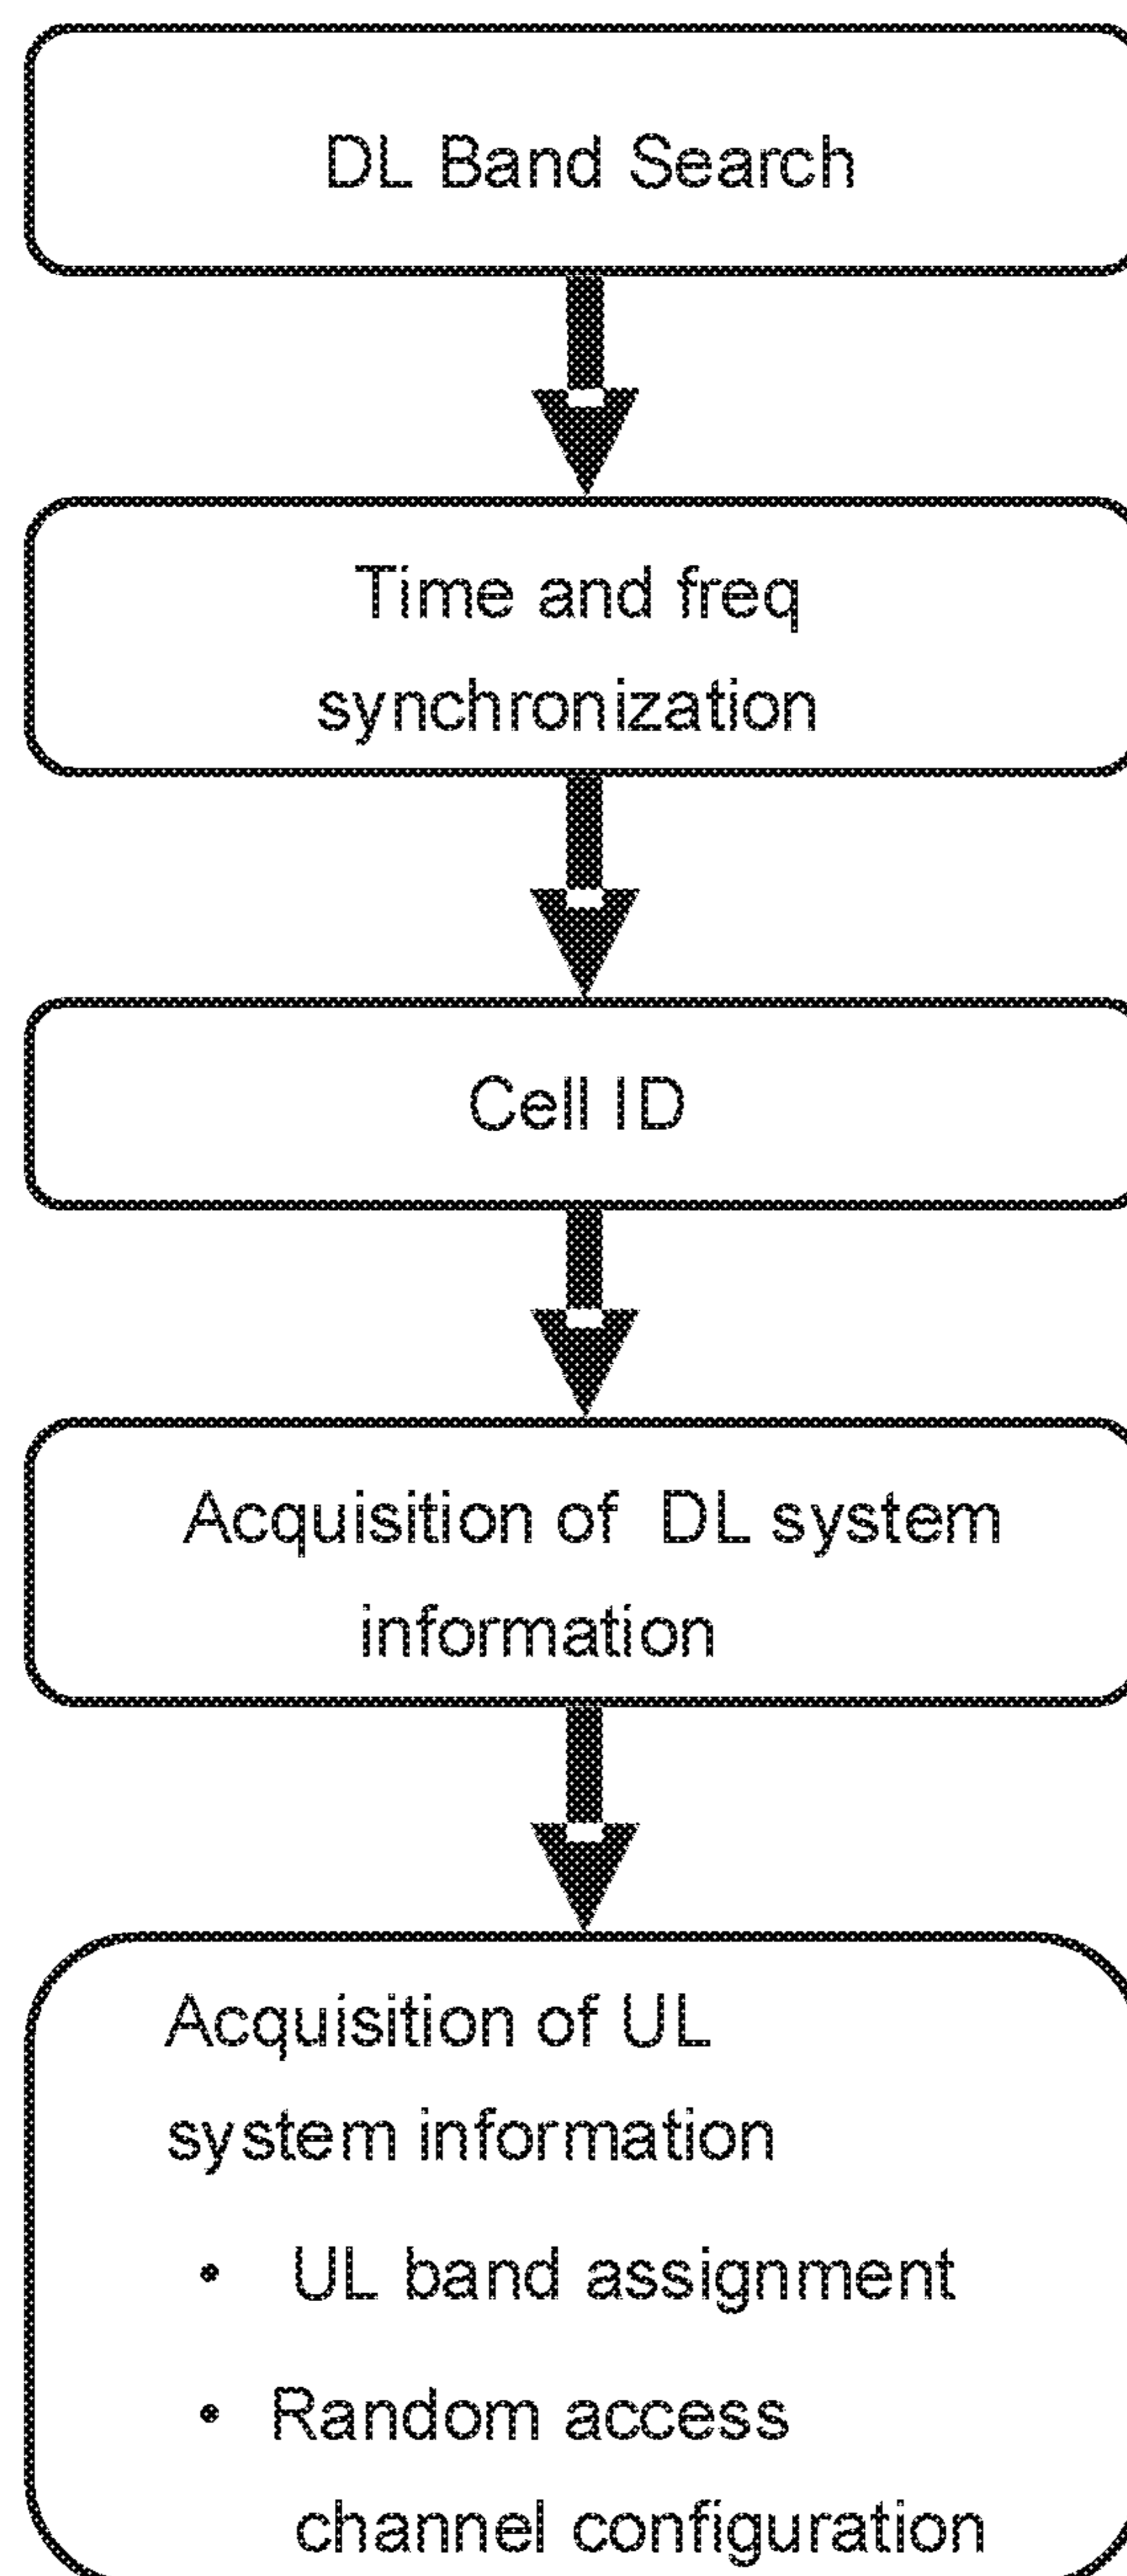 DL Band Search
Time and freq
synchronization
Cell ID
Acquisition of DL system
information
Acquisition of UL
system information
• UL band assignment
• Random access
channel configuration